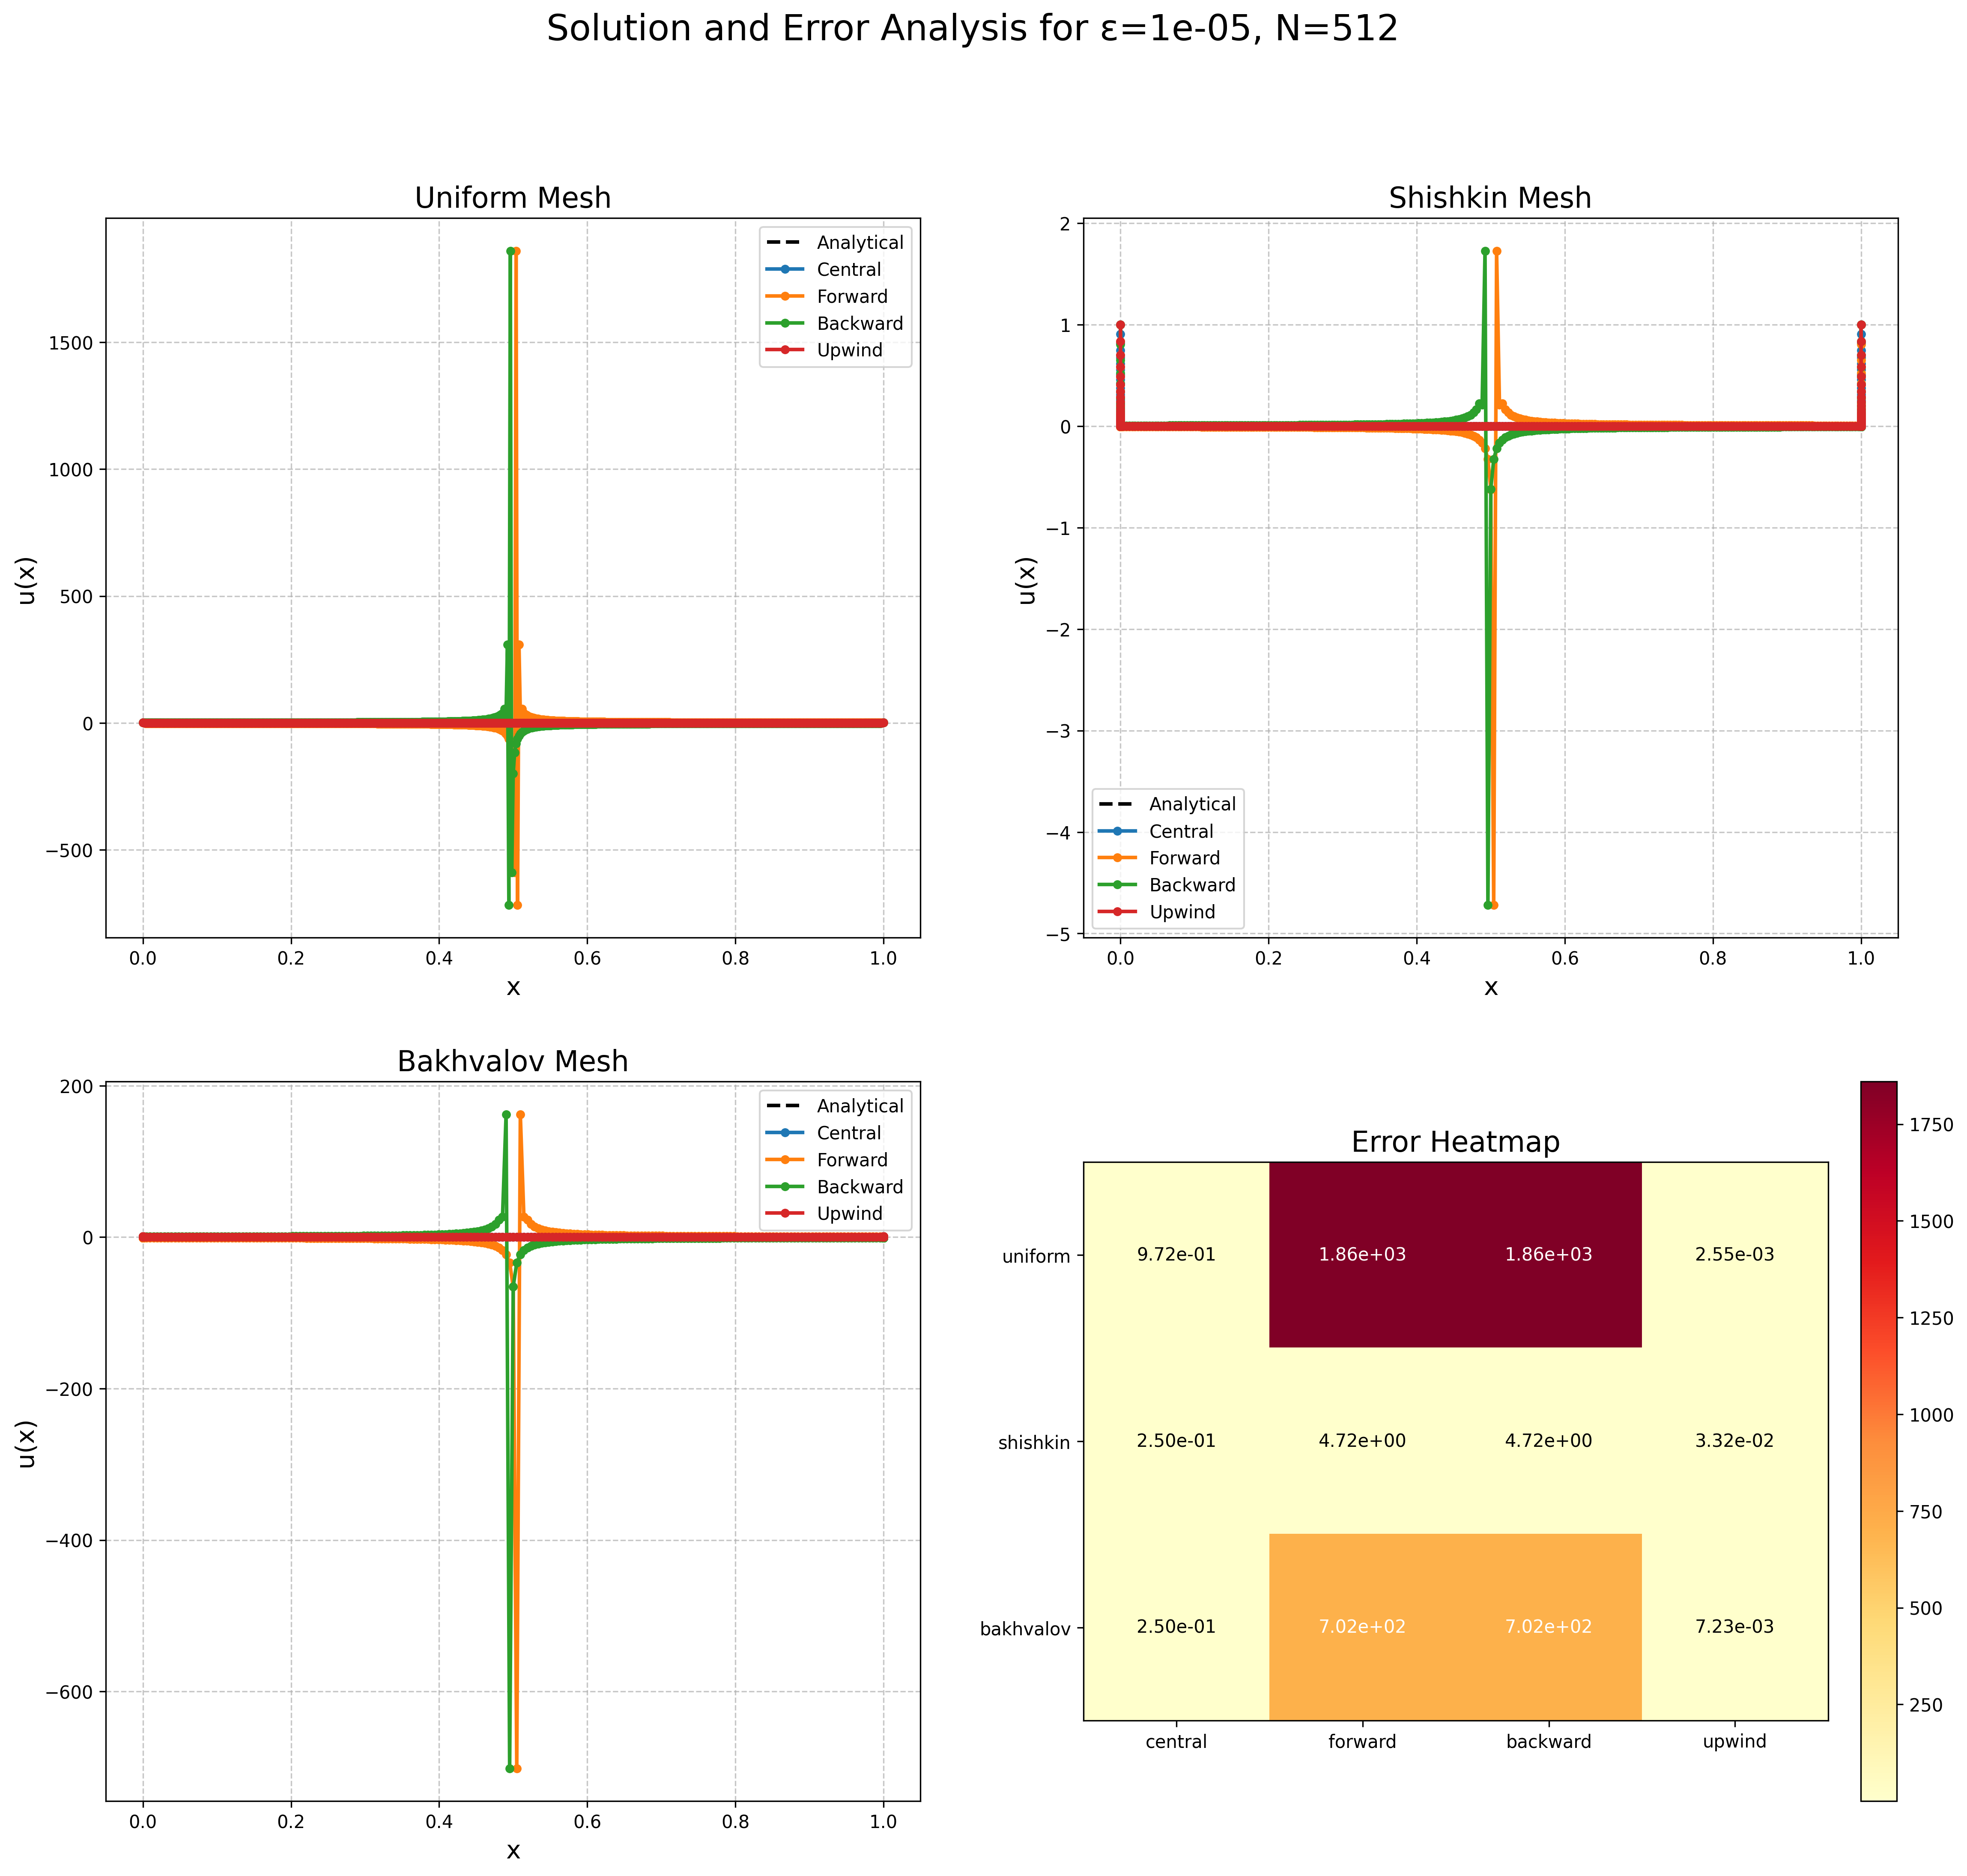 Solution and Error Analysis for ε=1e-05, N=512
Uniform Mesh
Analytical
Central
Forward
Backward
Upwind
1500
1000
500
0
−500
u(x)
0.0 0.2 0.4 0.6 0.8 1.0
x
Shishkin Mesh
2
1
0
−1
−2
−3
−4
−5
u(x)
Analytical
Central
Forward
Backward
Upwind
0.0 0.2 0.4 0.6 0.8 1.0
x
Bakhvalov Mesh
Analytical
Central
Forward
Backward
Upwind
200
0
−200
−400
−600
u(x)
0.0 0.2 0.4 0.6 0.8 1.0
x
Error Heatmap
uniform 9.72e-01 1.86e+03 1.86e+03 2.55e-03
shishkin 2.50e-01 4.72e+00 4.72e+00 3.32e-02
bakhvalov 2.50e-01 7.02e+02 7.02e+02 7.23e-03
central forward backward upwind
1750
1500
1250
1000
750
500
250